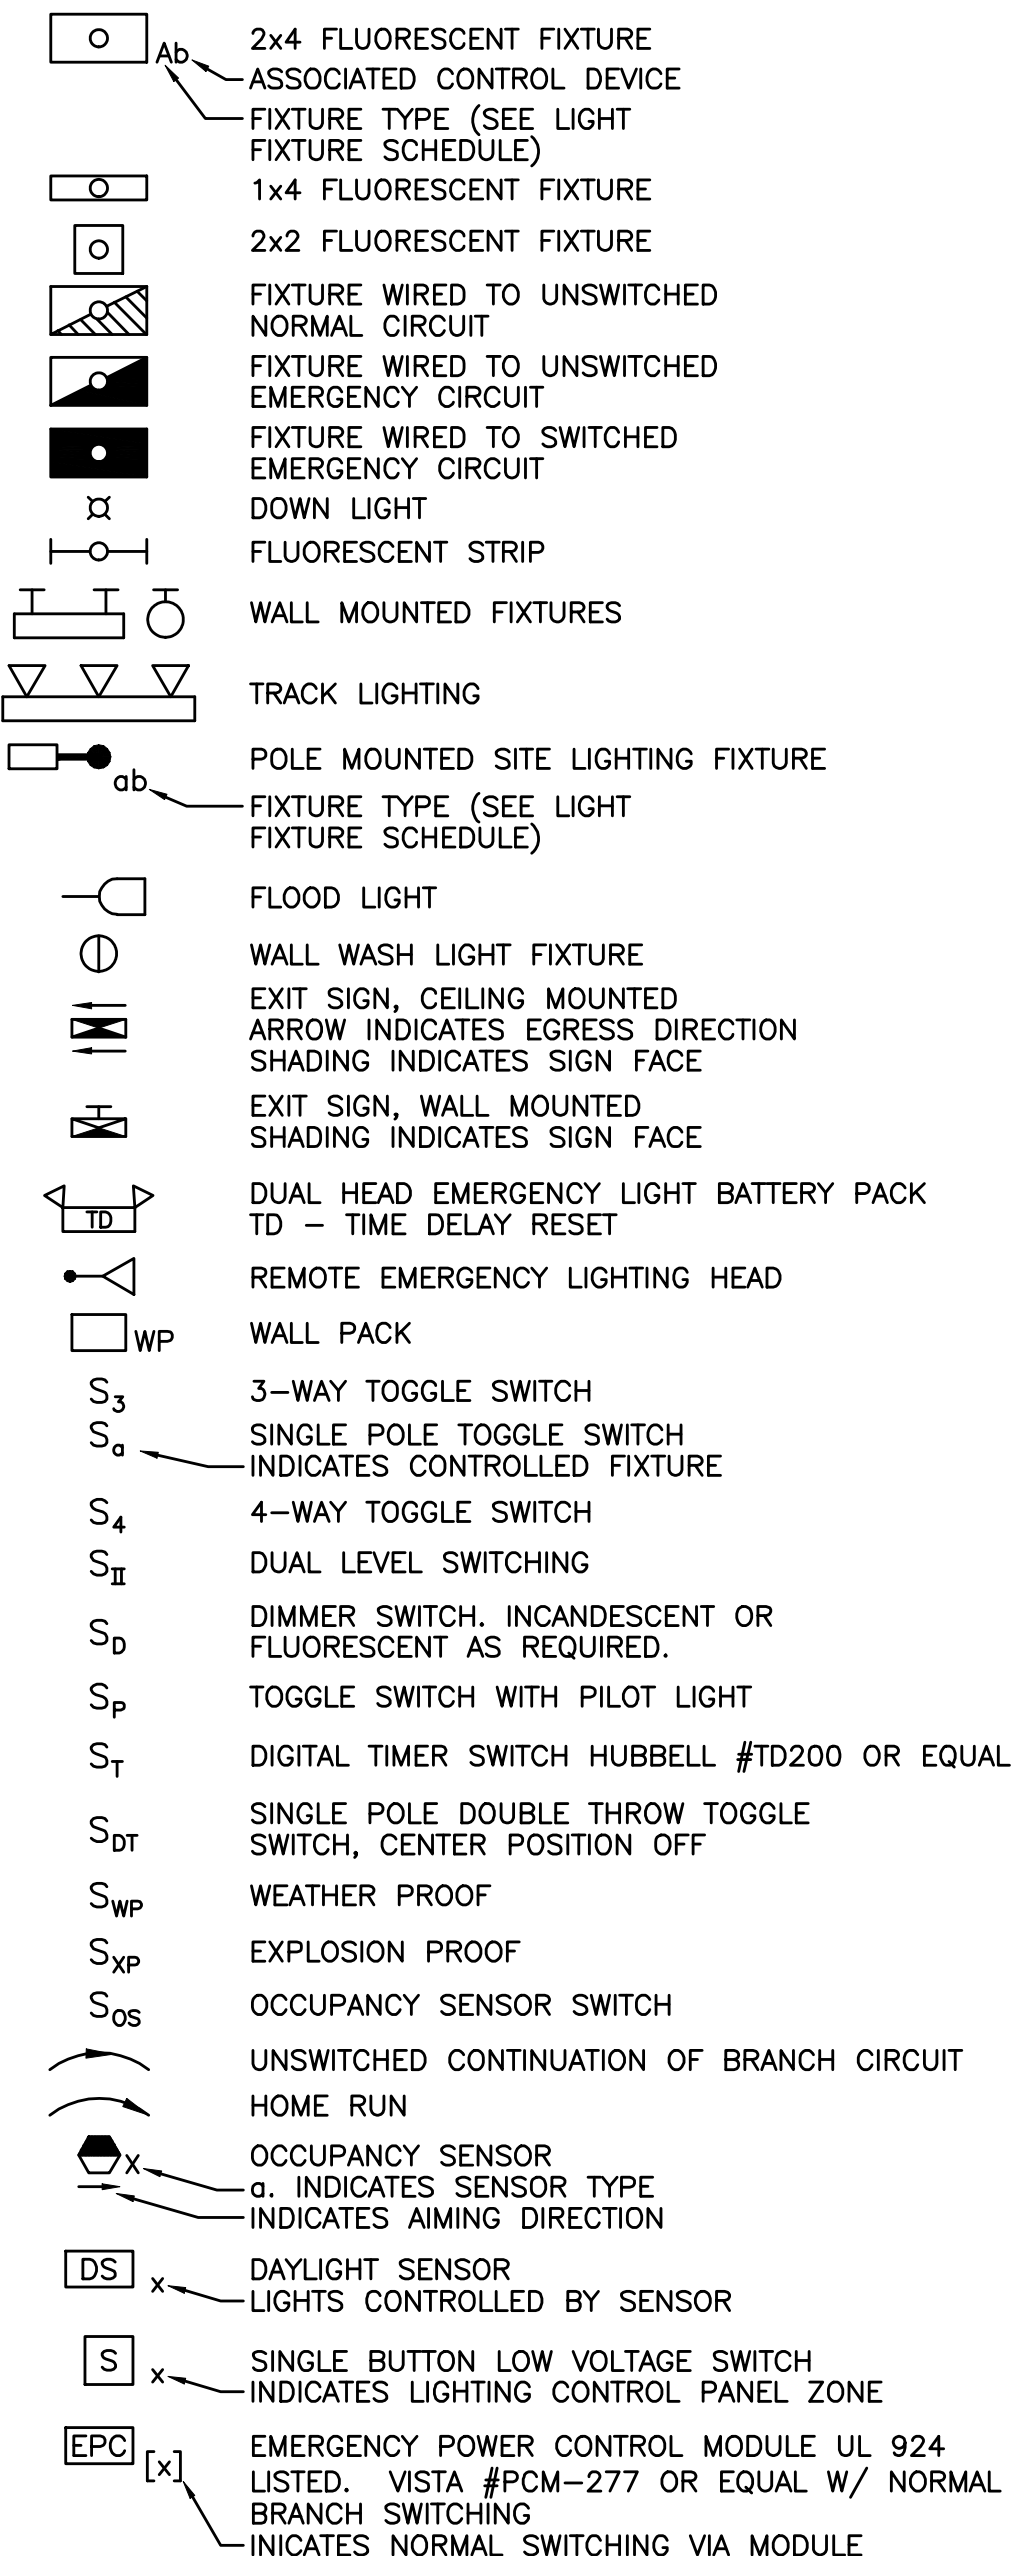 2x4 FLUORESCENT FIXTURE
Ab
ASSOCIATED CONTROL DEVICE
FIXTURE TYPE (SEE LIGHT
FIXTURE SCHEDULE)
1x4 FLUORESCENT FIXTURE
2x2 FLUORESCENT FIXTURE
FIXTURE WIRED TO UNSWITCHED
NORMAL CIRCUIT
FIXTURE WIRED TO UNSWITCHED
EMERGENCY CIRCUIT
FIXTURE WIRED TO SWITCHED
EMERGENCY CIRCUIT
DOWN LIGHT
FLUORESCENT STRIP
WALL MOUNTED FIXTURES
TRACK LIGHTING
POLE MOUNTED SITE LIGHTING FIXTURE
ab
FIXTURE TYPE (SEE LIGHT
FIXTURE SCHEDULE)
FLOOD LIGHT
WALL WASH LIGHT FIXTURE
EXIT SIGN, CEILING MOUNTED
ARROW INDICATES EGRESS DIRECTION
SHADING INDICATES SIGN FACE
EXIT SIGN, WALL MOUNTED
SHADING INDICATES SIGN FACE
DUAL HEAD EMERGENCY LIGHT BATTERY PACK
TD TD - TIME DELAY RESET
REMOTE EMERGENCY LIGHTING HEAD
WP WALL PACK
S3 3-WAY TOGGLE SWITCH
Sa SINGLE POLE TOGGLE SWITCH
INDICATES CONTROLLED FIXTURE
S4 4-WAY TOGGLE SWITCH
SII DUAL LEVEL SWITCHING
SD DIMMER SWITCH. INCANDESCENT OR
FLUORESCENT AS REQUIRED.
SP TOGGLE SWITCH WITH PILOT LIGHT
ST DIGITAL TIMER SWITCH HUBBELL #TD200 OR EQUAL
SDT SINGLE POLE DOUBLE THROW TOGGLE
SWITCH, CENTER POSITION OFF
SWP WEATHER PROOF
SXP EXPLOSION PROOF
SOS OCCUPANCY SENSOR SWITCH
UNSWITCHED CONTINUATION OF BRANCH CIRCUIT
HOME RUN
X OCCUPANCY SENSOR
a. INDICATES SENSOR TYPE
INDICATES AIMING DIRECTION
DS x DAYLIGHT SENSOR
LIGHTS CONTROLLED BY SENSOR
S x SINGLE BUTTON LOW VOLTAGE SWITCH
INDICATES LIGHTING CONTROL PANEL ZONE
EPC [x] EMERGENCY POWER CONTROL MODULE UL 924
LISTED. VISTA #PCM-277 OR EQUAL W/ NORMAL
BRANCH SWITCHING
INICATES NORMAL SWITCHING VIA MODULE